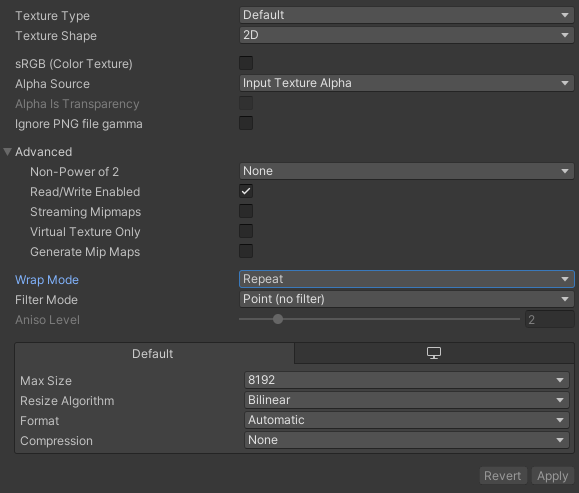 Texture Type Default
Texture Shape 2D
sRGB (Color Texture)
Alpha Source Input Texture Alpha
Alpha Is Transparency
Ignore PNG file gamma
Advanced
Non-Power of 2 None
Read/Write Enabled
Streaming Mipmaps
Virtual Texture Only
Generate Mip Maps
Wrap Mode Repeat
Filter Mode Point (no filter)
Aniso Level 2
Default
Max Size 8192
Resize Algorithm Bilinear
Format Automatic
Compression None
Revert Apply